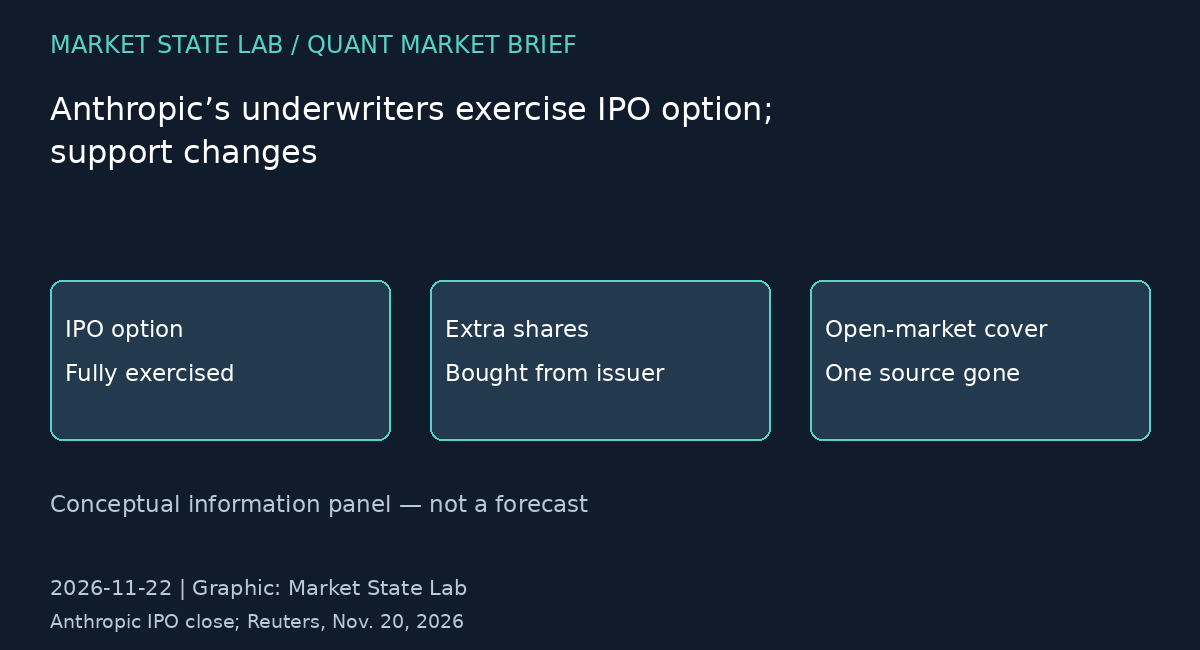 MARKET STATE LAB / QUANT MARKET BRIEF
Anthropic’s underwriters exercise IPO option;
support changes
IPO option
Fully exercised
Extra shares
Bought from issuer
Open-market cover
One source gone
Conceptual information panel — not a forecast
2026-11-22 | Graphic: Market State Lab
Anthropic IPO close; Reuters, Nov. 20, 2026